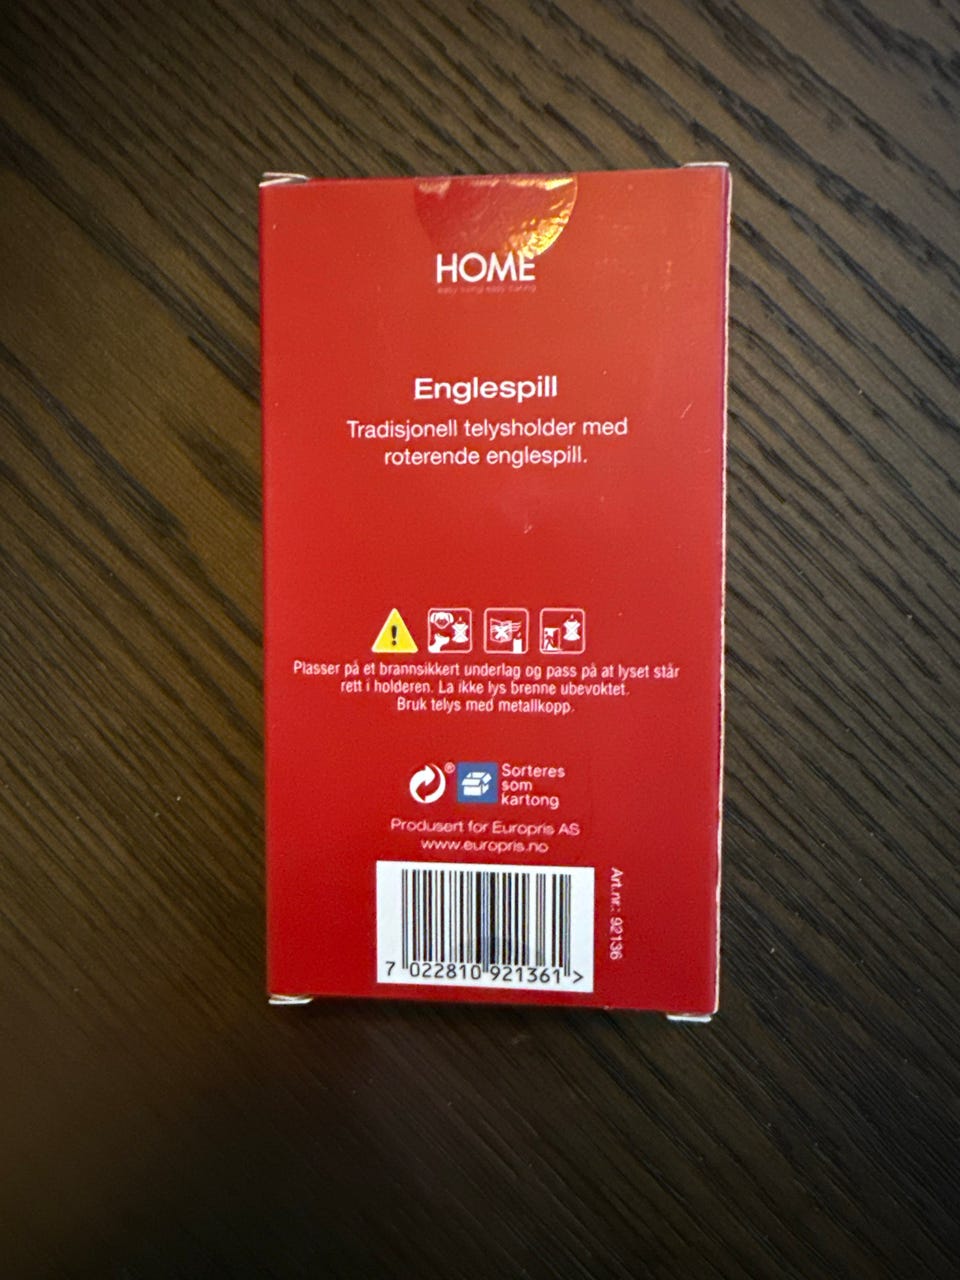 HOME
Englespill
Tradisjonell telysholder med
roterende englespill.
Plasser på et brannsikkert underlag og pass på at lyset står
rett i holderen. La ikke lys brenne ubevoktet.
Bruk telys med metallkopp.
®
Sorteres
som
kartong
Produsert for Europris AS
www.europris.no
Art.nr.: 92136
7 022810 921361 >